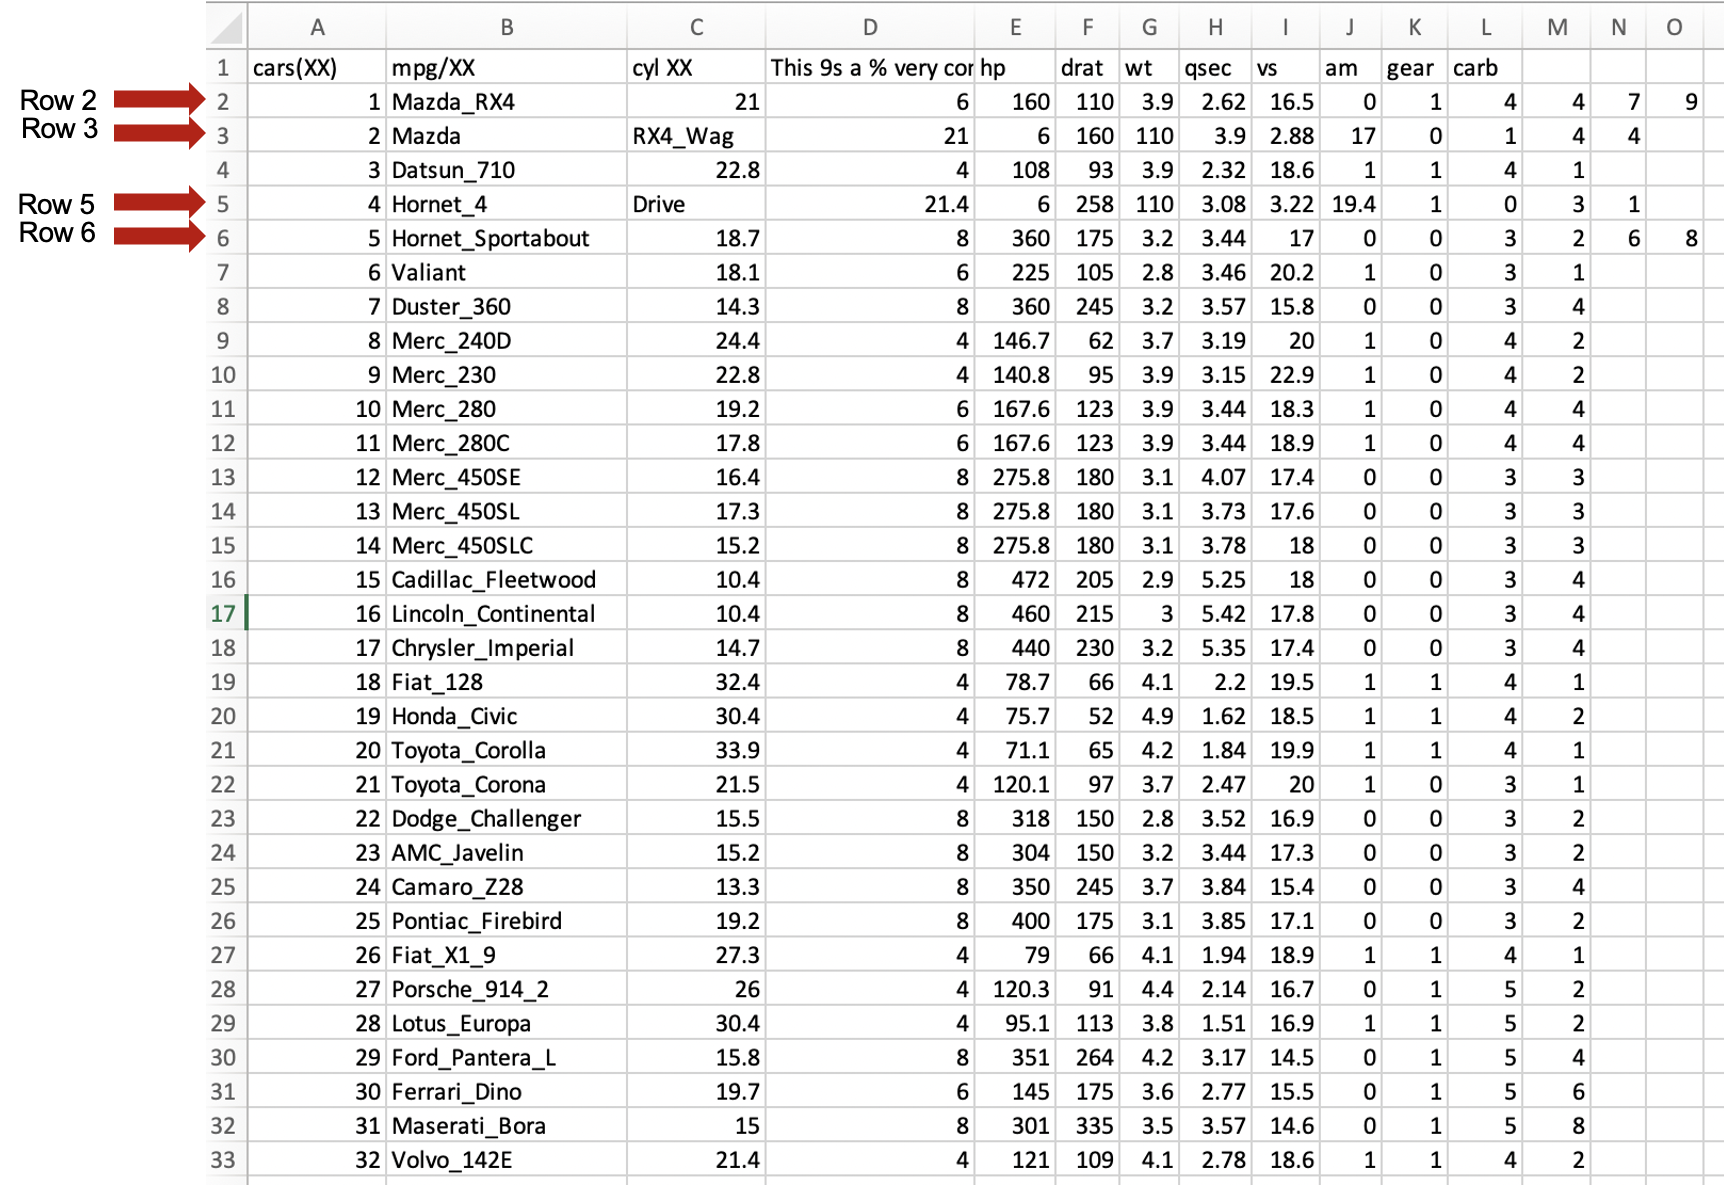 A B C D E F G H I J K L M N O
1 cars(XX) mpg/XX cyl XX This 9s a % very cor hp drat wt qsec vs am gear carb
Row 2 2 1 Mazda_RX4 21 6 160 110 3.9 2.62 16.5 0 1 4 4 7 9
Row 3 3 2 Mazda RX4_Wag 21 6 160 110 3.9 2.88 17 0 1 4 4
4 3 Datsun_710 22.8 4 108 93 3.9 2.32 18.6 1 1 4 1
Row 5 5 4 Hornet_4 Drive 21.4 6 258 110 3.08 3.22 19.4 1 0 3 1
Row 6 6 5 Hornet_Sportabout 18.7 8 360 175 3.2 3.44 17 0 0 3 2 6 8
7 6 Valiant 18.1 6 225 105 2.8 3.46 20.2 1 0 3 1
8 7 Duster_360 14.3 8 360 245 3.2 3.57 15.8 0 0 3 4
9 8 Merc_240D 24.4 4 146.7 62 3.7 3.19 20 1 0 4 2
10 9 Merc_230 22.8 4 140.8 95 3.9 3.15 22.9 1 0 4 2
11 10 Merc_280 19.2 6 167.6 123 3.9 3.44 18.3 1 0 4 4
12 11 Merc_280C 17.8 6 167.6 123 3.9 3.44 18.9 1 0 4 4
13 12 Merc_450SE 16.4 8 275.8 180 3.1 4.07 17.4 0 0 3 3
14 13 Merc_450SL 17.3 8 275.8 180 3.1 3.73 17.6 0 0 3 3
15 14 Merc_450SLC 15.2 8 275.8 180 3.1 3.78 18 0 0 3 3
16 15 Cadillac_Fleetwood 10.4 8 472 205 2.9 5.25 18 0 0 3 4
17 16 Lincoln_Continental 10.4 8 460 215 3 5.42 17.8 0 0 3 4
18 17 Chrysler_Imperial 14.7 8 440 230 3.2 5.35 17.4 0 0 3 4
19 18 Fiat_128 32.4 4 78.7 66 4.1 2.2 19.5 1 1 4 1
20 19 Honda_Civic 30.4 4 75.7 52 4.9 1.62 18.5 1 1 4 2
21 20 Toyota_Corolla 33.9 4 71.1 65 4.2 1.84 19.9 1 1 4 1
22 21 Toyota_Corona 21.5 4 120.1 97 3.7 2.47 20 1 0 3 1
23 22 Dodge_Challenger 15.5 8 318 150 2.8 3.52 16.9 0 0 3 2
24 23 AMC_Javelin 15.2 8 304 150 3.2 3.44 17.3 0 0 3 2
25 24 Camaro_Z28 13.3 8 350 245 3.7 3.84 15.4 0 0 3 4
26 25 Pontiac_Firebird 19.2 8 400 175 3.1 3.85 17.1 0 0 3 2
27 26 Fiat_X1_9 27.3 4 79 66 4.1 1.94 18.9 1 1 4 1
28 27 Porsche_914_2 26 4 120.3 91 4.4 2.14 16.7 0 1 5 2
29 28 Lotus_Europa 30.4 4 95.1 113 3.8 1.51 16.9 1 1 5 2
30 29 Ford_Pantera_L 15.8 8 351 264 4.2 3.17 14.5 0 1 5 4
31 30 Ferrari_Dino 19.7 6 145 175 3.6 2.77 15.5 0 1 5 6
32 31 Maserati_Bora 15 8 301 335 3.5 3.57 14.6 0 1 5 8
33 32 Volvo_142E 21.4 4 121 109 4.1 2.78 18.6 1 1 4 2